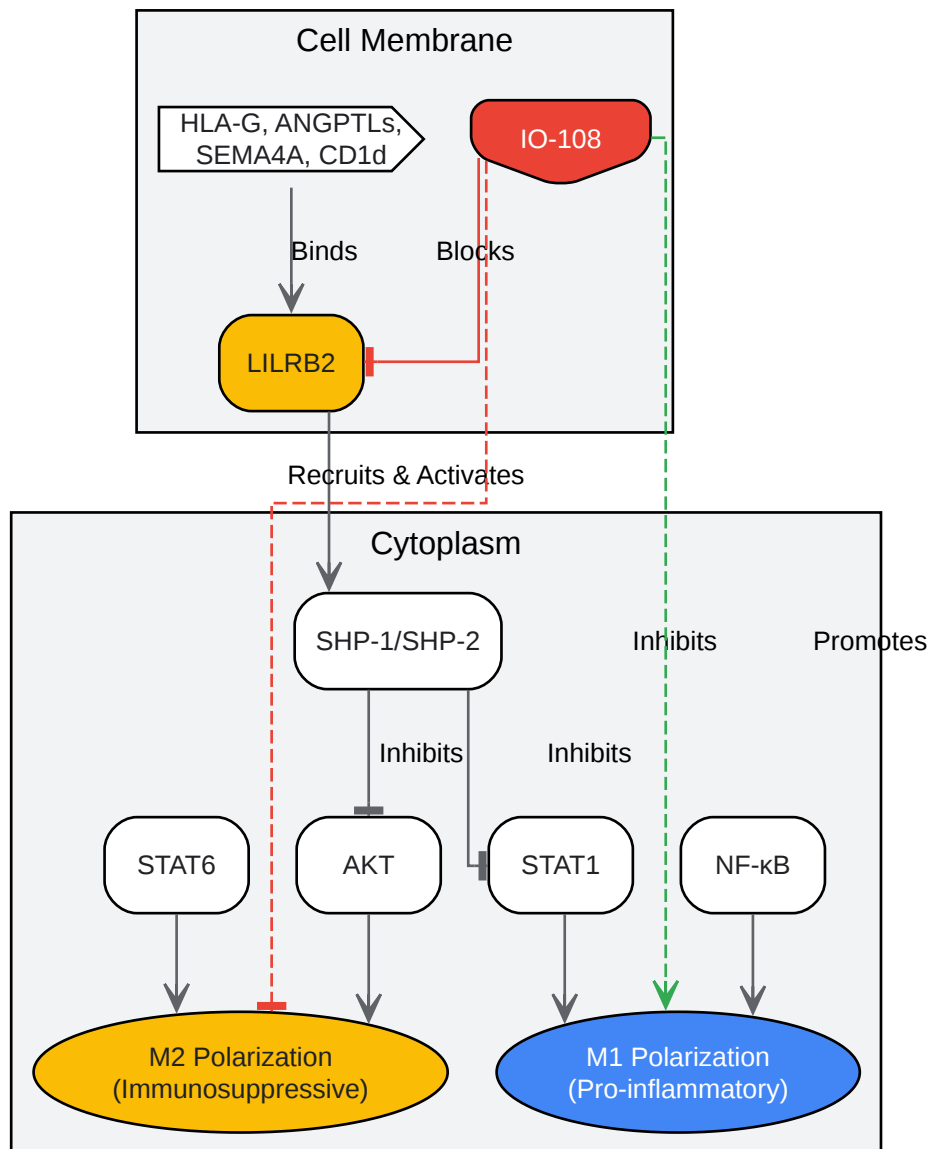 Cell Membrane
HLA-G, ANGPTLs,
SEMA4A, CD1d
IO-108
Binds
Blocks
LILRB2
Recruits & Activates
Cytoplasm
SHP-1/SHP-2
Inhibits
Promotes
Inhibits
Inhibits
STAT6
AKT
STAT1
NF-κB
M2 Polarization
(Immunosuppressive)
M1 Polarization
(Pro-inflammatory)